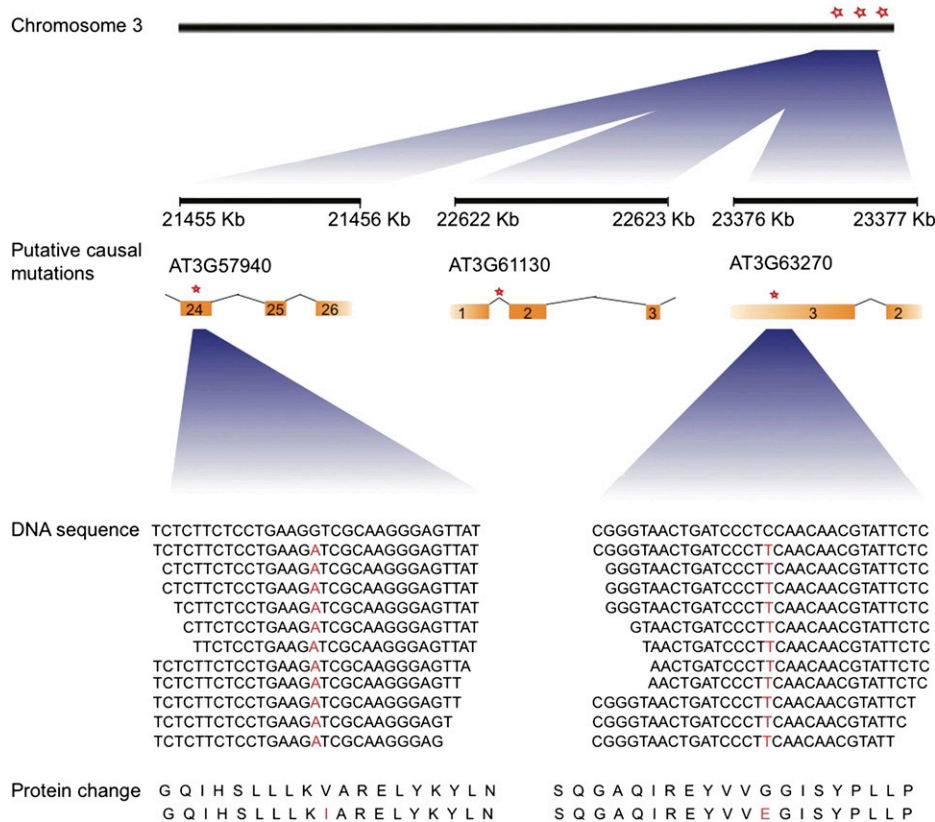 Chromosome 3
21455 Kb 21456 Kb 22622 Kb 22623 Kb 23376 Kb 23377 Kb
Putative causal
mutations
AT3G57940 AT3G61130 AT3G63270
24 25 26 1 2 3 3 2
DNA sequence
TCTCTTCTCCTGAAGGTCGCAAGGGAGTTAT CGGGTAACTGATCCCTCCAACAACGTATTCTC
TCTCTTCTCCTGAAGATCGCAAGGGAGTTAT CGGGTAACTGATCCCTTCAACAACGTATTCTC
CTCTTCTCCTGAAGATCGCAAGGGAGTTAT GGGTAACTGATCCCTTCAACAACGTATTCTC
CTCTTCTCCTGAAGATCGCAAGGGAGTTAT GGGTAACTGATCCCTTCAACAACGTATTCTC
TCTTCTCCTGAAGATCGCAAGGGAGTTAT GGGTAACTGATCCCTTCAACAACGTATTCTC
CTTCTCCTGAAGATCGCAAGGGAGTTAT GTAACTGATCCCTTCAACAACGTATTCTC
TTCTCCTGAAGATCGCAAGGGAGTTAT TAACTGATCCCTTCAACAACGTATTCTC
TCTCTTCTCCTGAAGATCGCAAGGGAGTTA AACTGATCCCTTCAACAACGTATTCTC
TCTCTTCTCCTGAAGATCGCAAGGGAGTT AACTGATCCCTTCAACAACGTATTCTC
TCTCTTCTCCTGAAGATCGCAAGGGAGTT CGGGTAACTGATCCCTTCAACAACGTATTCT
TCTCTTCTCCTGAAGATCGCAAGGGAGT CGGGTAACTGATCCCTTCAACAACGTATTC
TCTCTTCTCCTGAAGATCGCAAGGGAG CGGGTAACTGATCCCTTCAACAACGTATT
Protein change
G Q I H S L L L K V A R E L Y K Y L N S Q G A Q I R E Y V V G G I S Y P L L P
G Q I H S L L L K I A R E L Y K Y L N S Q G A Q I R E Y V V E G I S Y P L L P